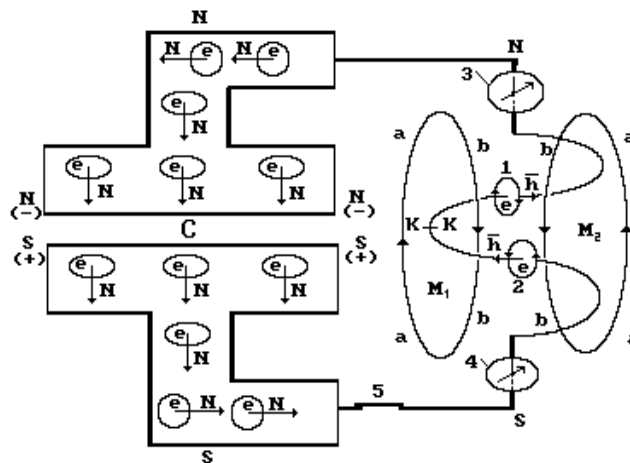 N N
N e e N e 3
e
N a b b a
1
h
e e e e
N N N
N (-) N (-) K K M₂
C h
S (+) S (+) e
2
e e e M₁
N N N
a b b a
e
N 4
e N e N 5
S S